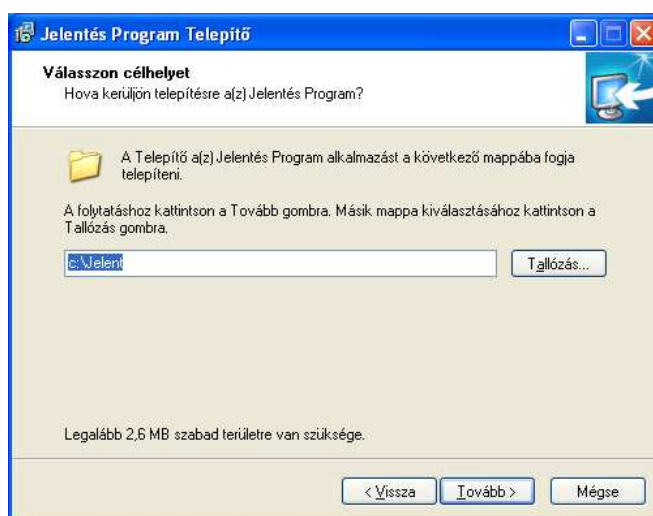 Jelentés Program Telepítő
Válasszon célhelyet
Hova kerüljön telepítésre a(z) Jelentés Program?
A Telepítő a(z) Jelentés Program alkalmazást a következő mappába fogja
telepíteni.
A folytatáshoz kattintson a Tovább gombra. Másik mappa kiválasztásához kattintson a
Tallózás gombra.
c:\Jelent
Tallózás...
Legalább 2,6 MB szabad területre van szüksége.
< Vissza
Tovább >
Mégse